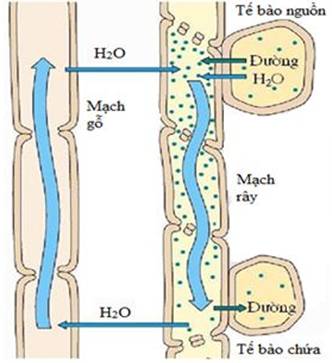 Tế bào nguồn
H2O
Đường
H2O
Mạch
gỗ
Mạch
rây
H2O
Đường
Tế bào chứa